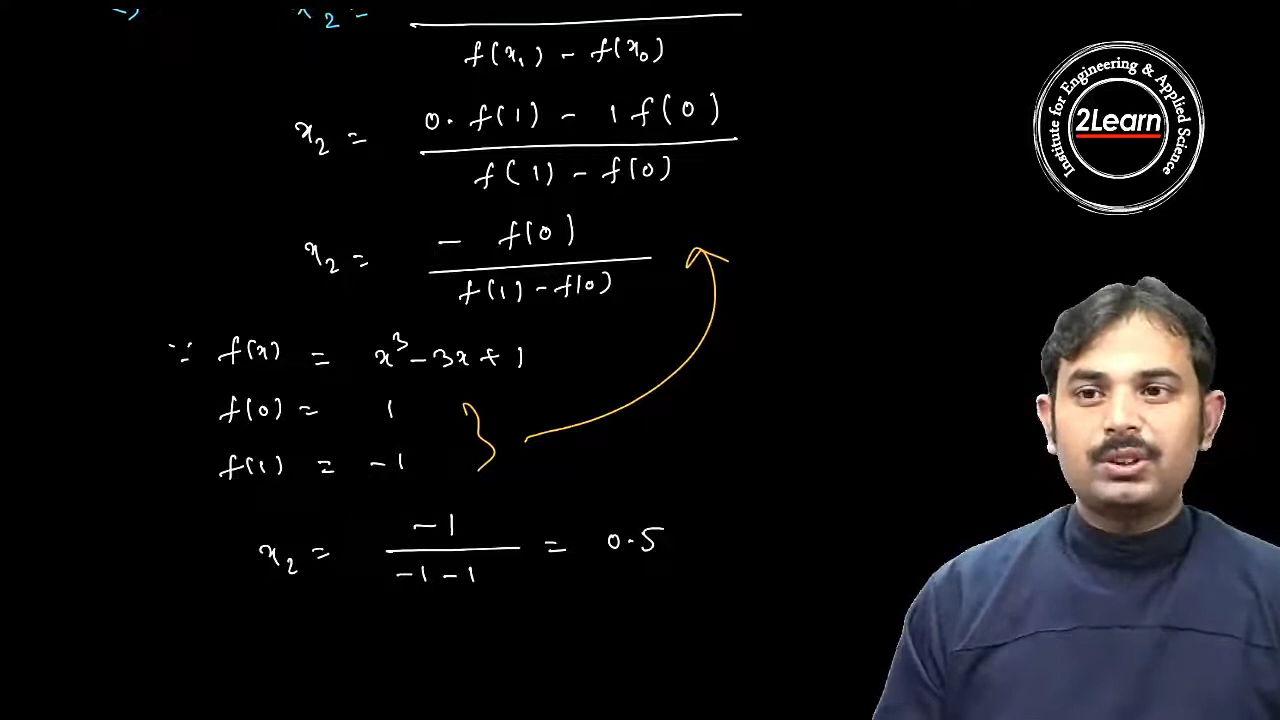 x₂ =
f(x₁) - f(x₀)
x₂ = 0. f(1) - 1 f(0)
f(1) - f(0)
x₂ = - f(0)
f(1) - f(0)
∵ f(x) = x³ - 3x + 1
f(0) = 1
f(1) = -1
x₂ = -1 = 0.5
-1 - 1
Institute for Engineering & Applied Science
2Learn